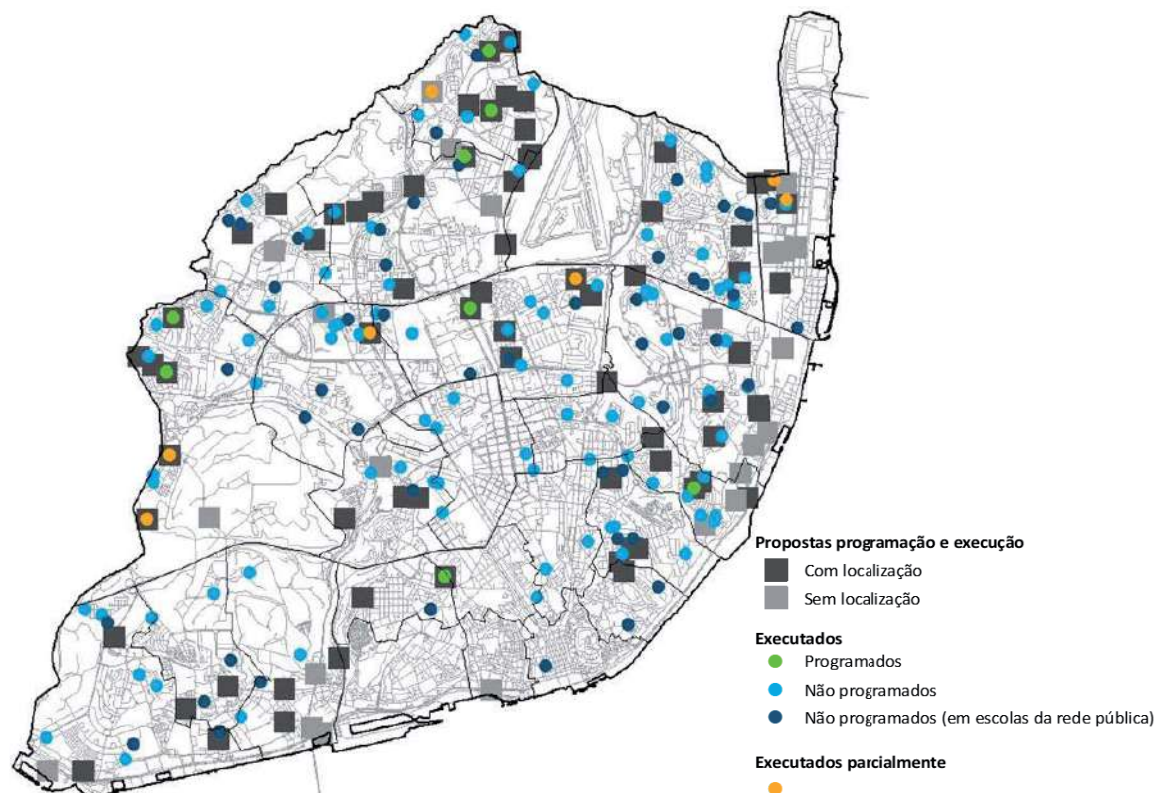 Propostas programação e execução
Com localização
Sem localização
Executados
Programados
Não programados
Não programados (em escolas da rede pública)
Executados parcialmente